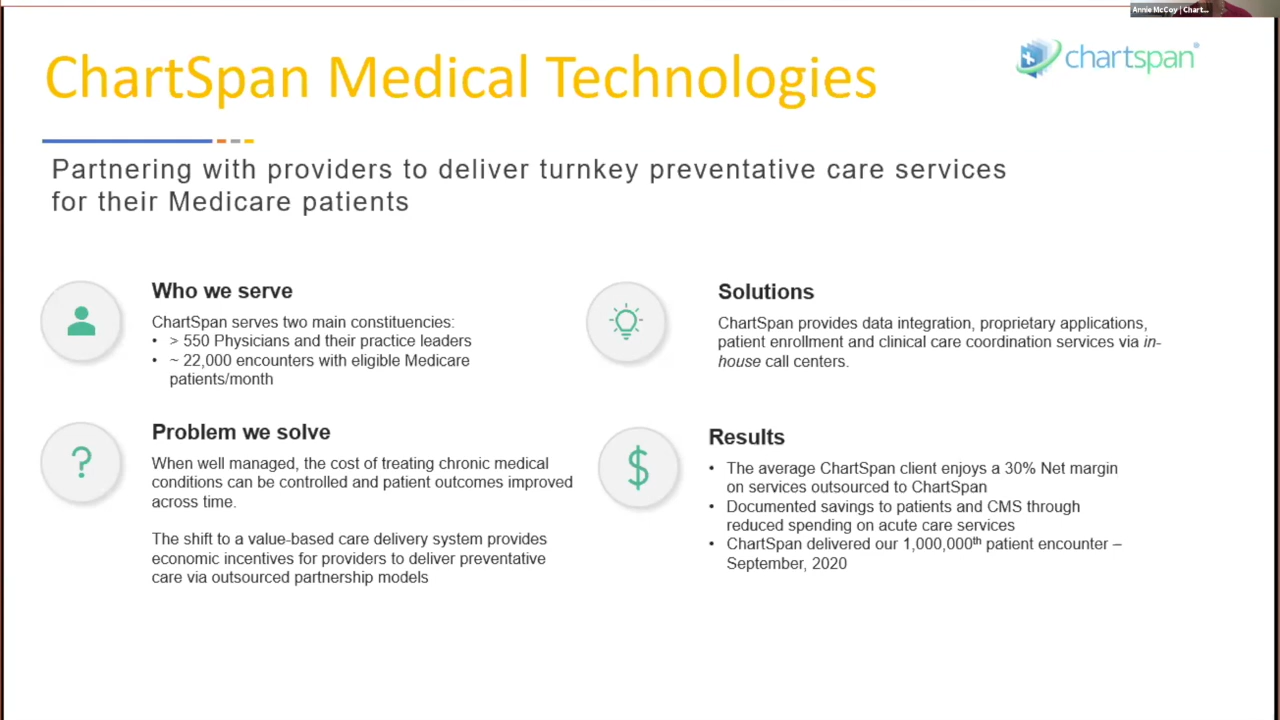 Annie McCoy | Chart...
ChartSpan Medical Technologies
chartspan®
Partnering with providers to deliver turnkey preventative care services
for their Medicare patients
Who we serve
ChartSpan serves two main constituencies:
• > 550 Physicians and their practice leaders
• ~ 22,000 encounters with eligible Medicare
patients/month
Solutions
ChartSpan provides data integration, proprietary applications,
patient enrollment and clinical care coordination services via in-
house call centers.
Problem we solve
When well managed, the cost of treating chronic medical
conditions can be controlled and patient outcomes improved
across time.
The shift to a value-based care delivery system provides
economic incentives for providers to deliver preventative
care via outsourced partnership models
Results
• The average ChartSpan client enjoys a 30% Net margin
on services outsourced to ChartSpan
• Documented savings to patients and CMS through
reduced spending on acute care services
• ChartSpan delivered our 1,000,000th patient encounter –
September, 2020